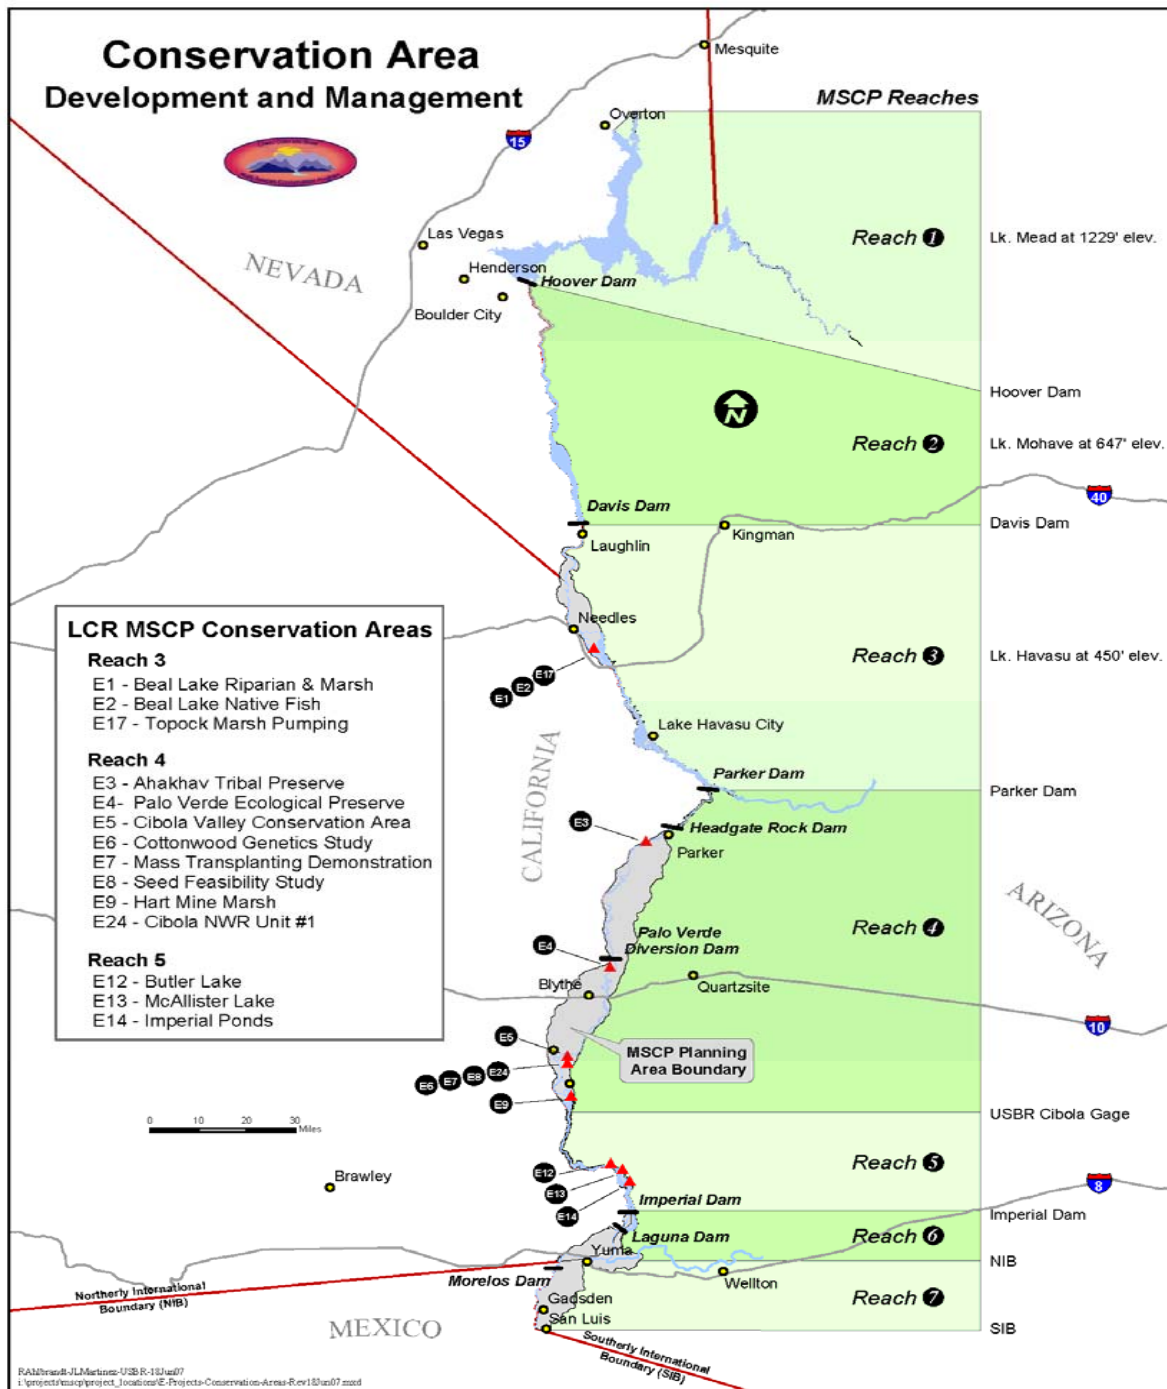 Conservation Area
Development and Management
MSCP Reaches
Mesquite
Overton
15
Las Vegas
NEVADA
Henderson
Hoover Dam
Boulder City
Reach 1
Lk. Mead at 1229' elev.
Hoover Dam
N
Reach 2
Lk. Mohave at 647' elev.
40
Davis Dam
Laughlin
Kingman
Davis Dam
LCR MSCP Conservation Areas
Reach 3
E1 - Beal Lake Riparian & Marsh
E2 - Beal Lake Native Fish
E17 - Topock Marsh Pumping
Reach 4
E3 - Ahakhav Tribal Preserve
E4- Palo Verde Ecological Preserve
E5 - Cibola Valley Conservation Area
E6 - Cottonwood Genetics Study
E7 - Mass Transplanting Demonstration
E8 - Seed Feasibility Study
E9 - Hart Mine Marsh
E24 - Cibola NWR Unit #1
Reach 5
E12 - Butler Lake
E13 - McAllister Lake
E14 - Imperial Ponds
Needles
E1 E2 E17
Reach 3
Lk. Havasu at 450' elev.
Lake Havasu City
CALIFORNIA
Parker Dam
Parker Dam
E3
Headgate Rock Dam
Parker
ARIZONA
Reach 4
E4
Palo Verde
Diversion Dam
Blythe
Quartzsite
10
E5
MSCP Planning
Area Boundary
E6 E7 E8 E24
E9
USBR Cibola Gage
0 10 20 30
Miles
Brawley
E12
E13
E14
Reach 5
8
Imperial Dam
Imperial Dam
Laguna Dam
Reach 6
Yuma
NIB
Morelos Dam
Wellton
Northerly International
Boundary (NIB)
Gadsden
San Luis
Reach 7
MEXICO
SIB
Southerly International
Boundary (SIB)